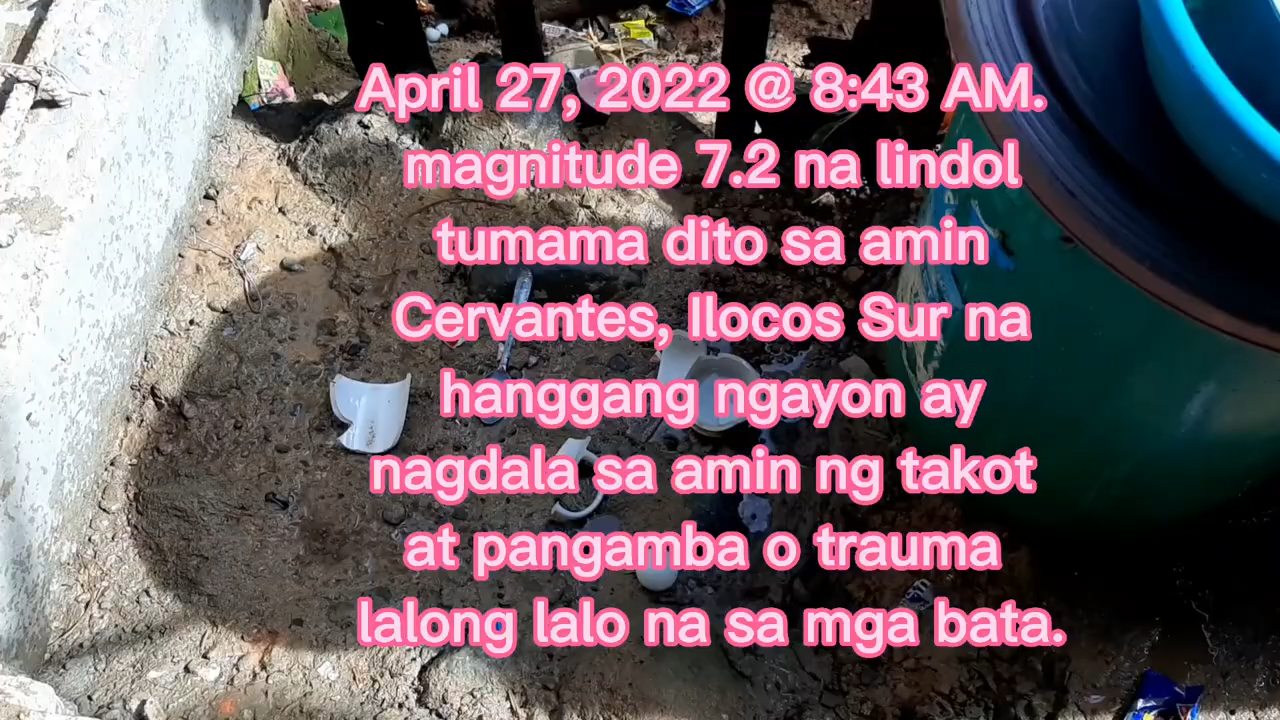 April 27, 2022 @ 8:43 AM.
magnitude 7.2 na lindol
tumama dito sa amin
Cervantes, Ilocos Sur na
hanggang ngayon ay
nagdala sa amin ng takot
at pangamba o trauma
lalong lalo na sa mga bata.